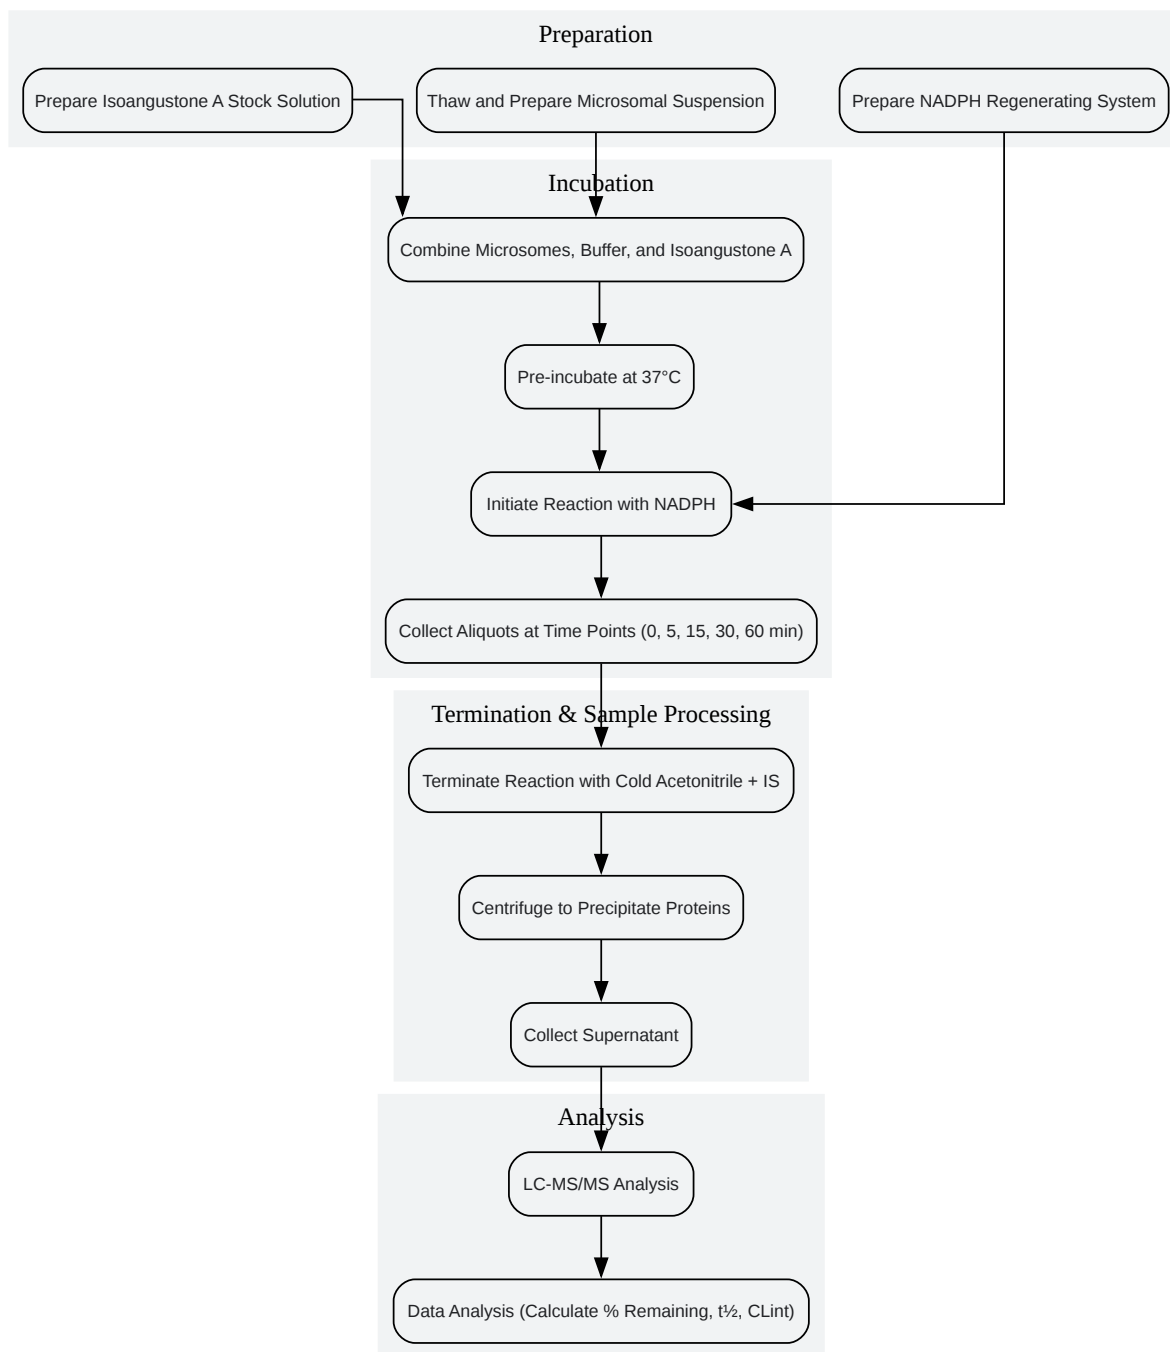 Preparation
Prepare Isoangustone A Stock Solution
Thaw and Prepare Microsomal Suspension
Prepare NADPH Regenerating System
Incubation
Combine Microsomes, Buffer, and Isoangustone A
Pre-incubate at 37°C
Initiate Reaction with NADPH
Collect Aliquots at Time Points (0, 5, 15, 30, 60 min)
Termination & Sample Processing
Terminate Reaction with Cold Acetonitrile + IS
Centrifuge to Precipitate Proteins
Collect Supernatant
Analysis
LC-MS/MS Analysis
Data Analysis (Calculate % Remaining, t½, CLint)